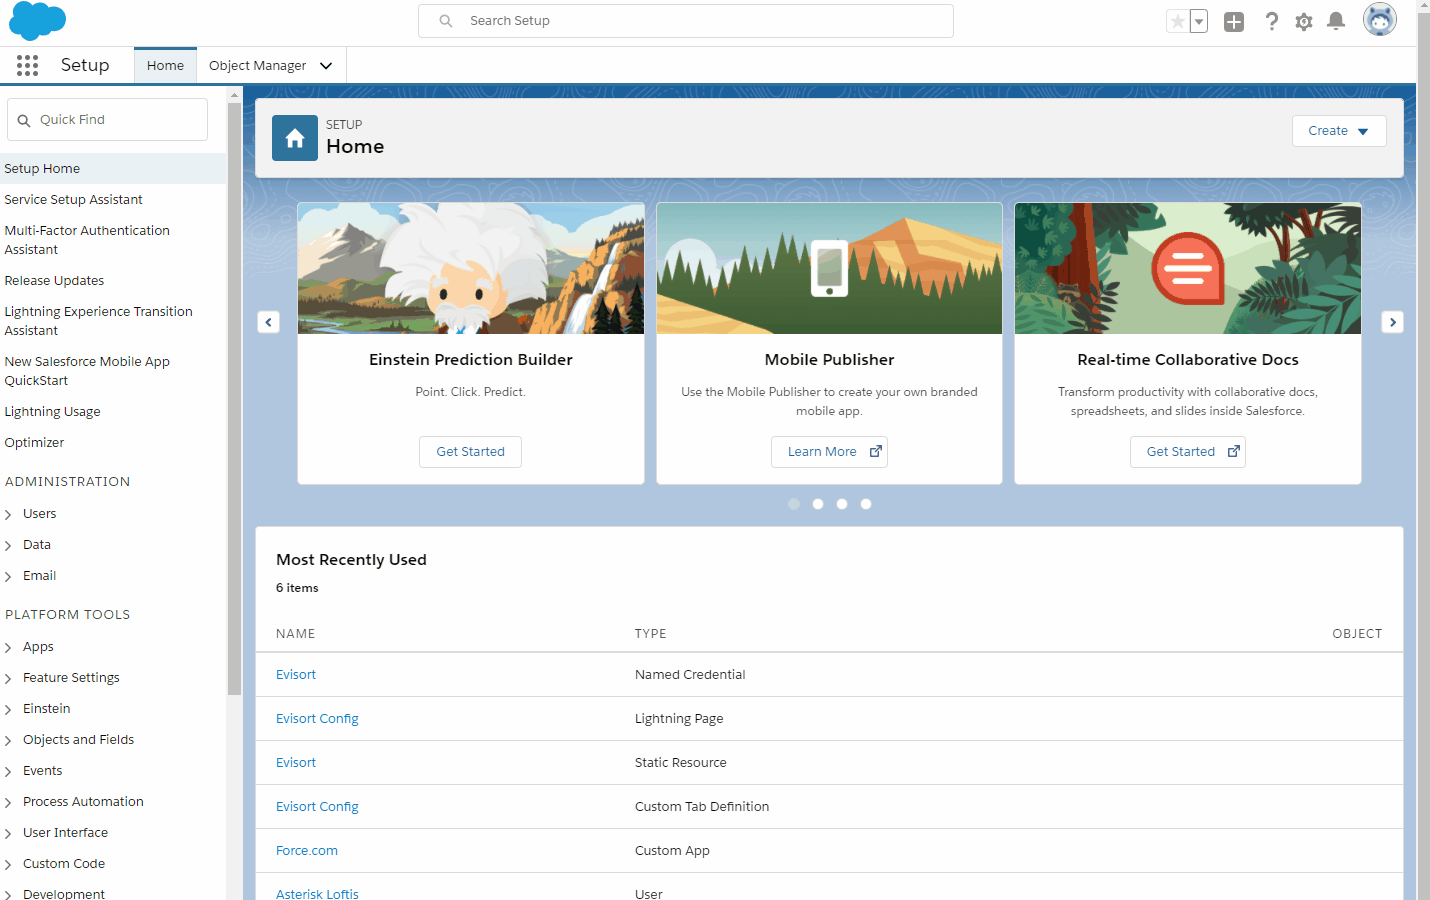 Search Setup
Setup
Home
Object Manager
Quick Find
Setup Home
Service Setup Assistant
Multi-Factor Authentication
Assistant
Release Updates
Lightning Experience Transition
Assistant
New Salesforce Mobile App
QuickStart
Lightning Usage
Optimizer
ADMINISTRATION
Users
Data
Email
PLATFORM TOOLS
Apps
Feature Settings
Einstein
Objects and Fields
Events
Process Automation
User Interface
Custom Code
Development
SETUP
Home
Create
Einstein Prediction Builder
Point. Click. Predict.
Get Started
Mobile Publisher
Use the Mobile Publisher to create your own branded
mobile app.
Learn More
Real-time Collaborative Docs
Transform productivity with collaborative docs,
spreadsheets, and slides inside Salesforce.
Get Started
Most Recently Used
6 items
NAME TYPE OBJECT
Evisort Named Credential
Evisort Config Lightning Page
Evisort Static Resource
Evisort Config Custom Tab Definition
Force.com Custom App
Asterisk Loftis User